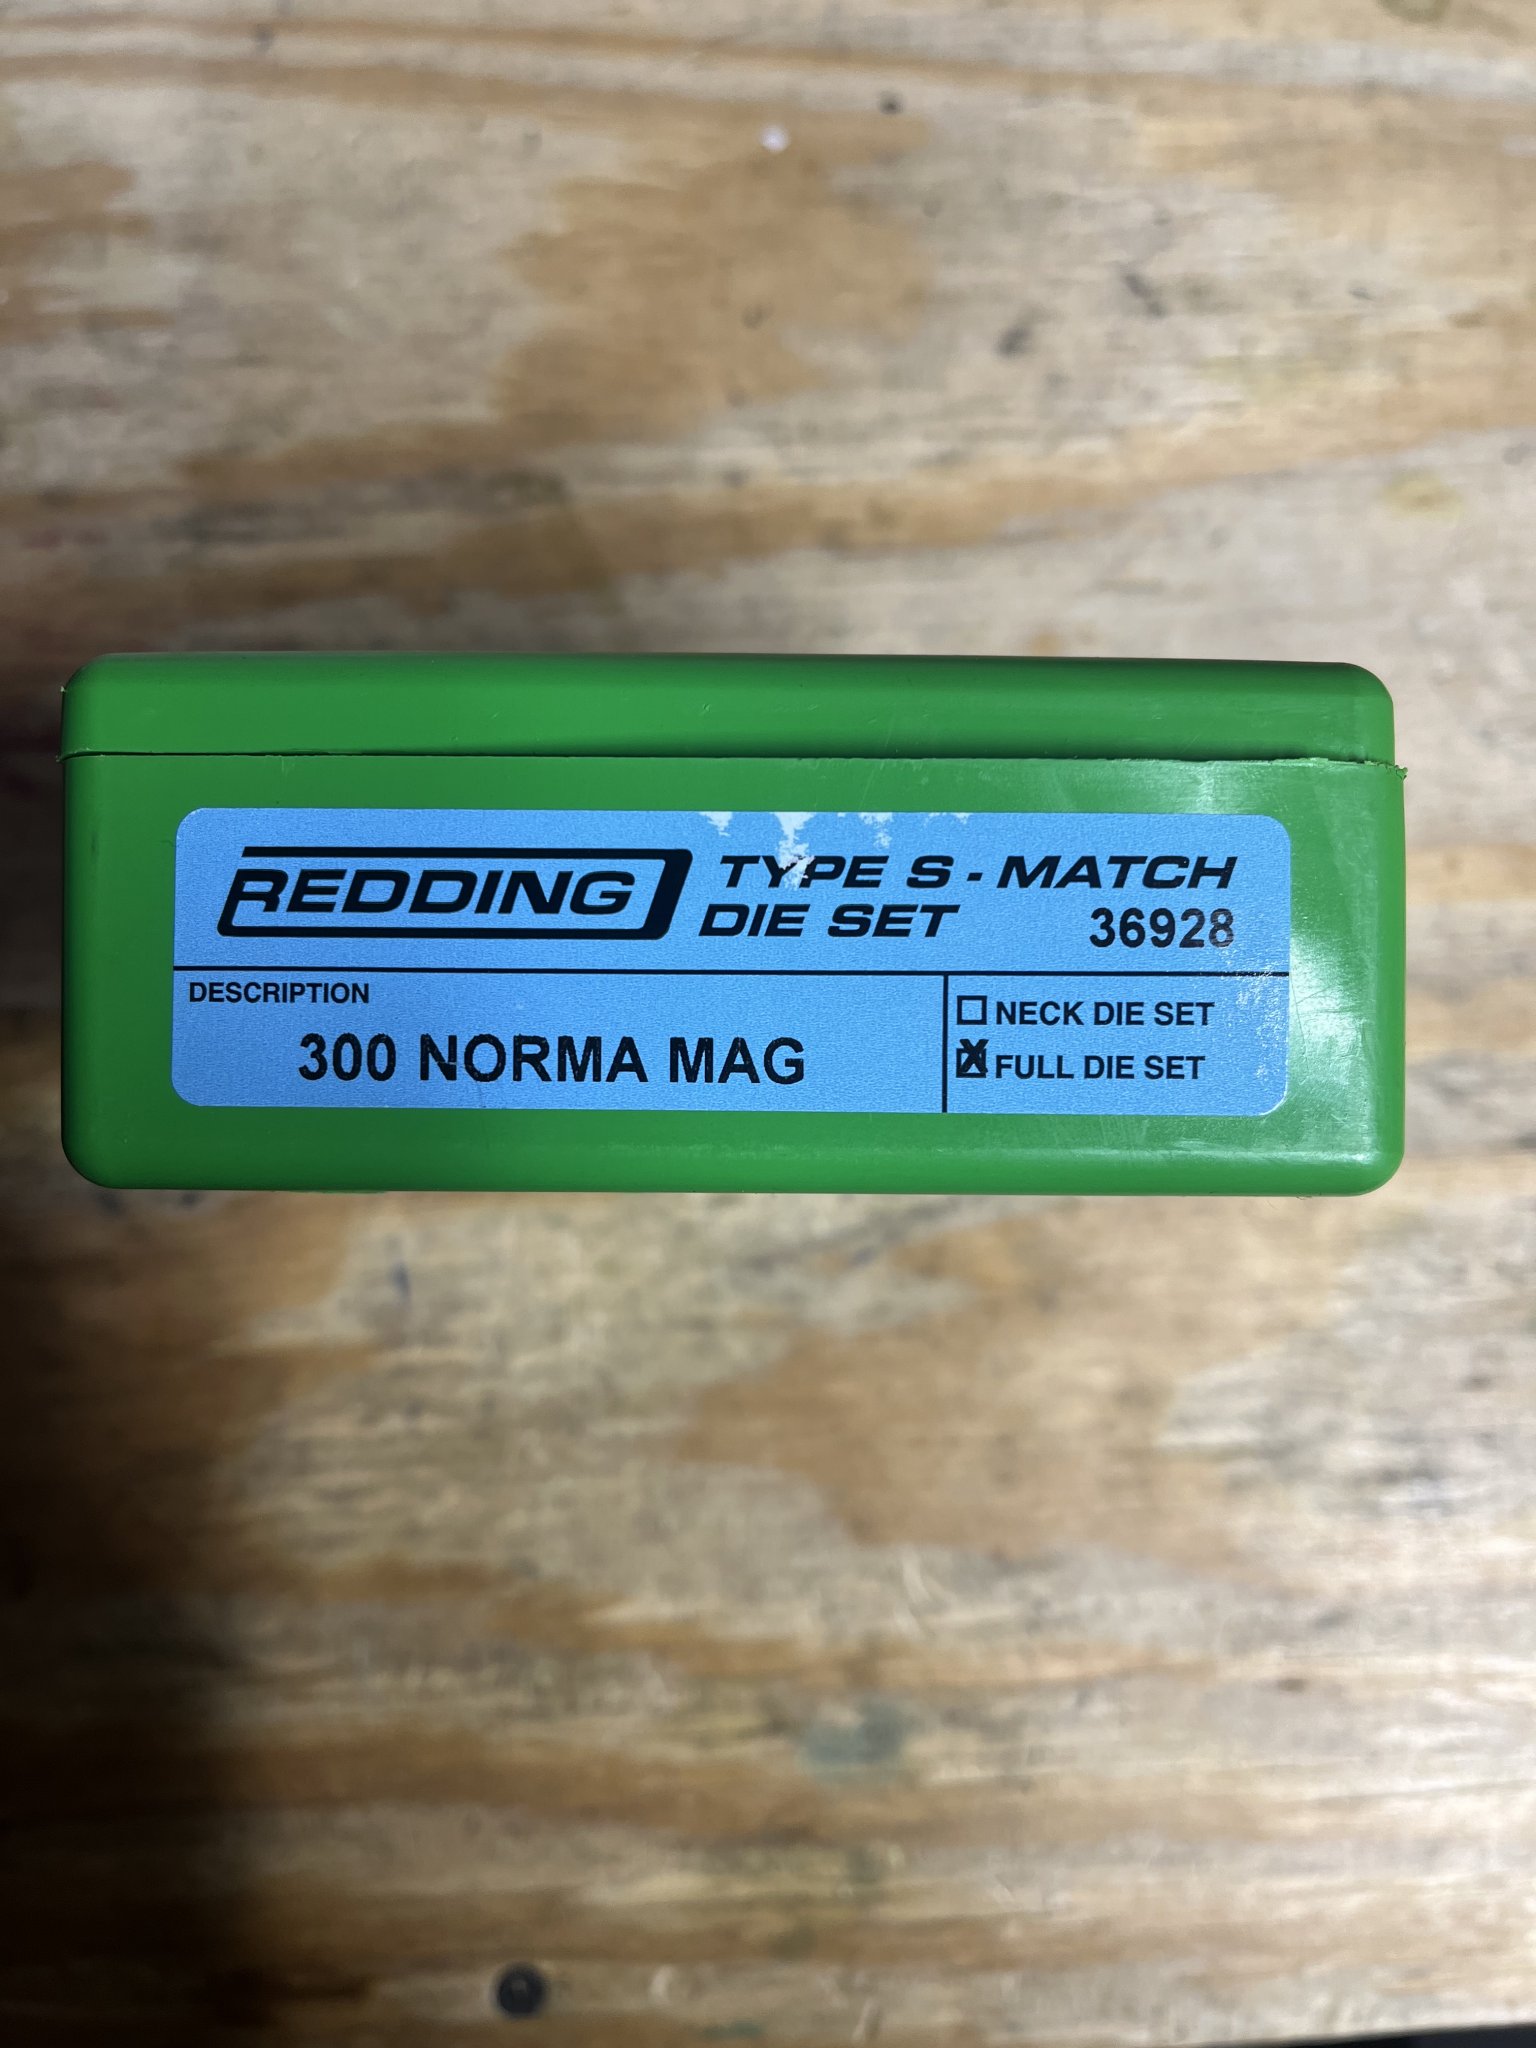 REDDING TYPE S - MATCH
DIE SET 36928
DESCRIPTION
300 NORMA MAG
NECK DIE SET
X FULL DIE SET